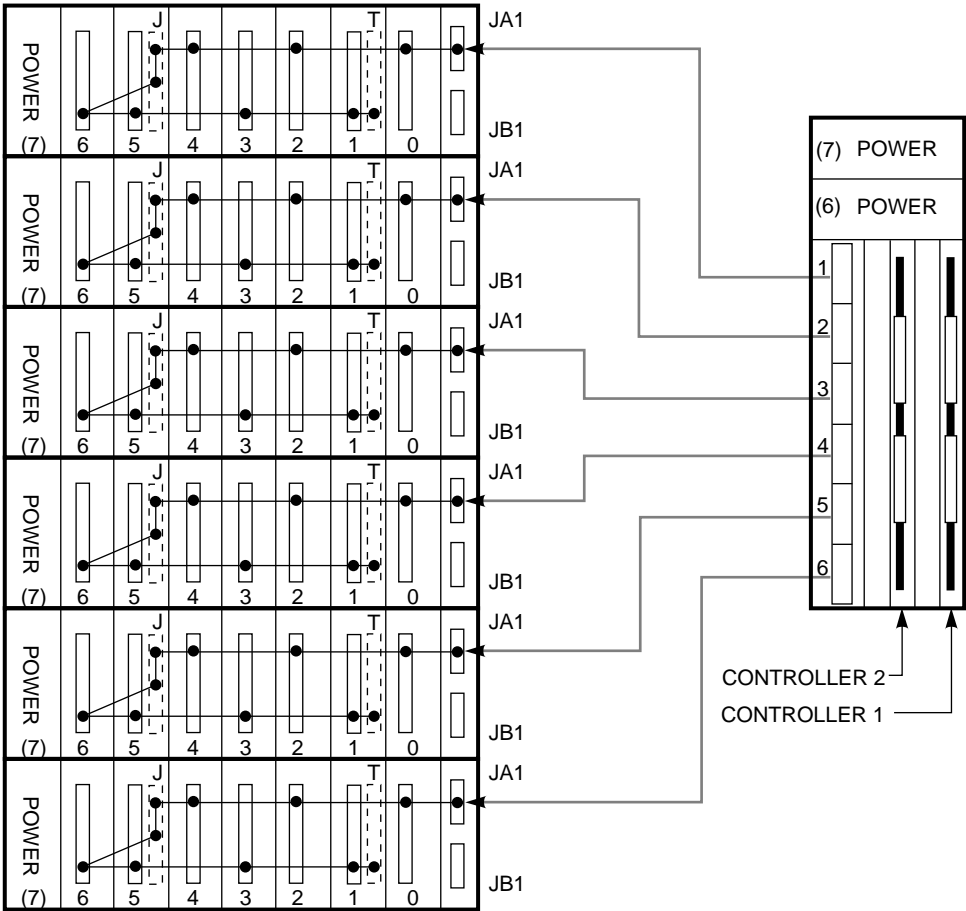 J T JA1
POWER
(7) 6 5 4 3 2 1 0 JB1
J T JA1
POWER
(7) 6 5 4 3 2 1 0 JB1
J T JA1
POWER
(7) 6 5 4 3 2 1 0 JB1
J T JA1
POWER
(7) 6 5 4 3 2 1 0 JB1
J T JA1
POWER
(7) 6 5 4 3 2 1 0 JB1
J T JA1
POWER
(7) 6 5 4 3 2 1 0 JB1
(7) POWER
(6) POWER
1
2
3
4
5
6
CONTROLLER 2
CONTROLLER 1